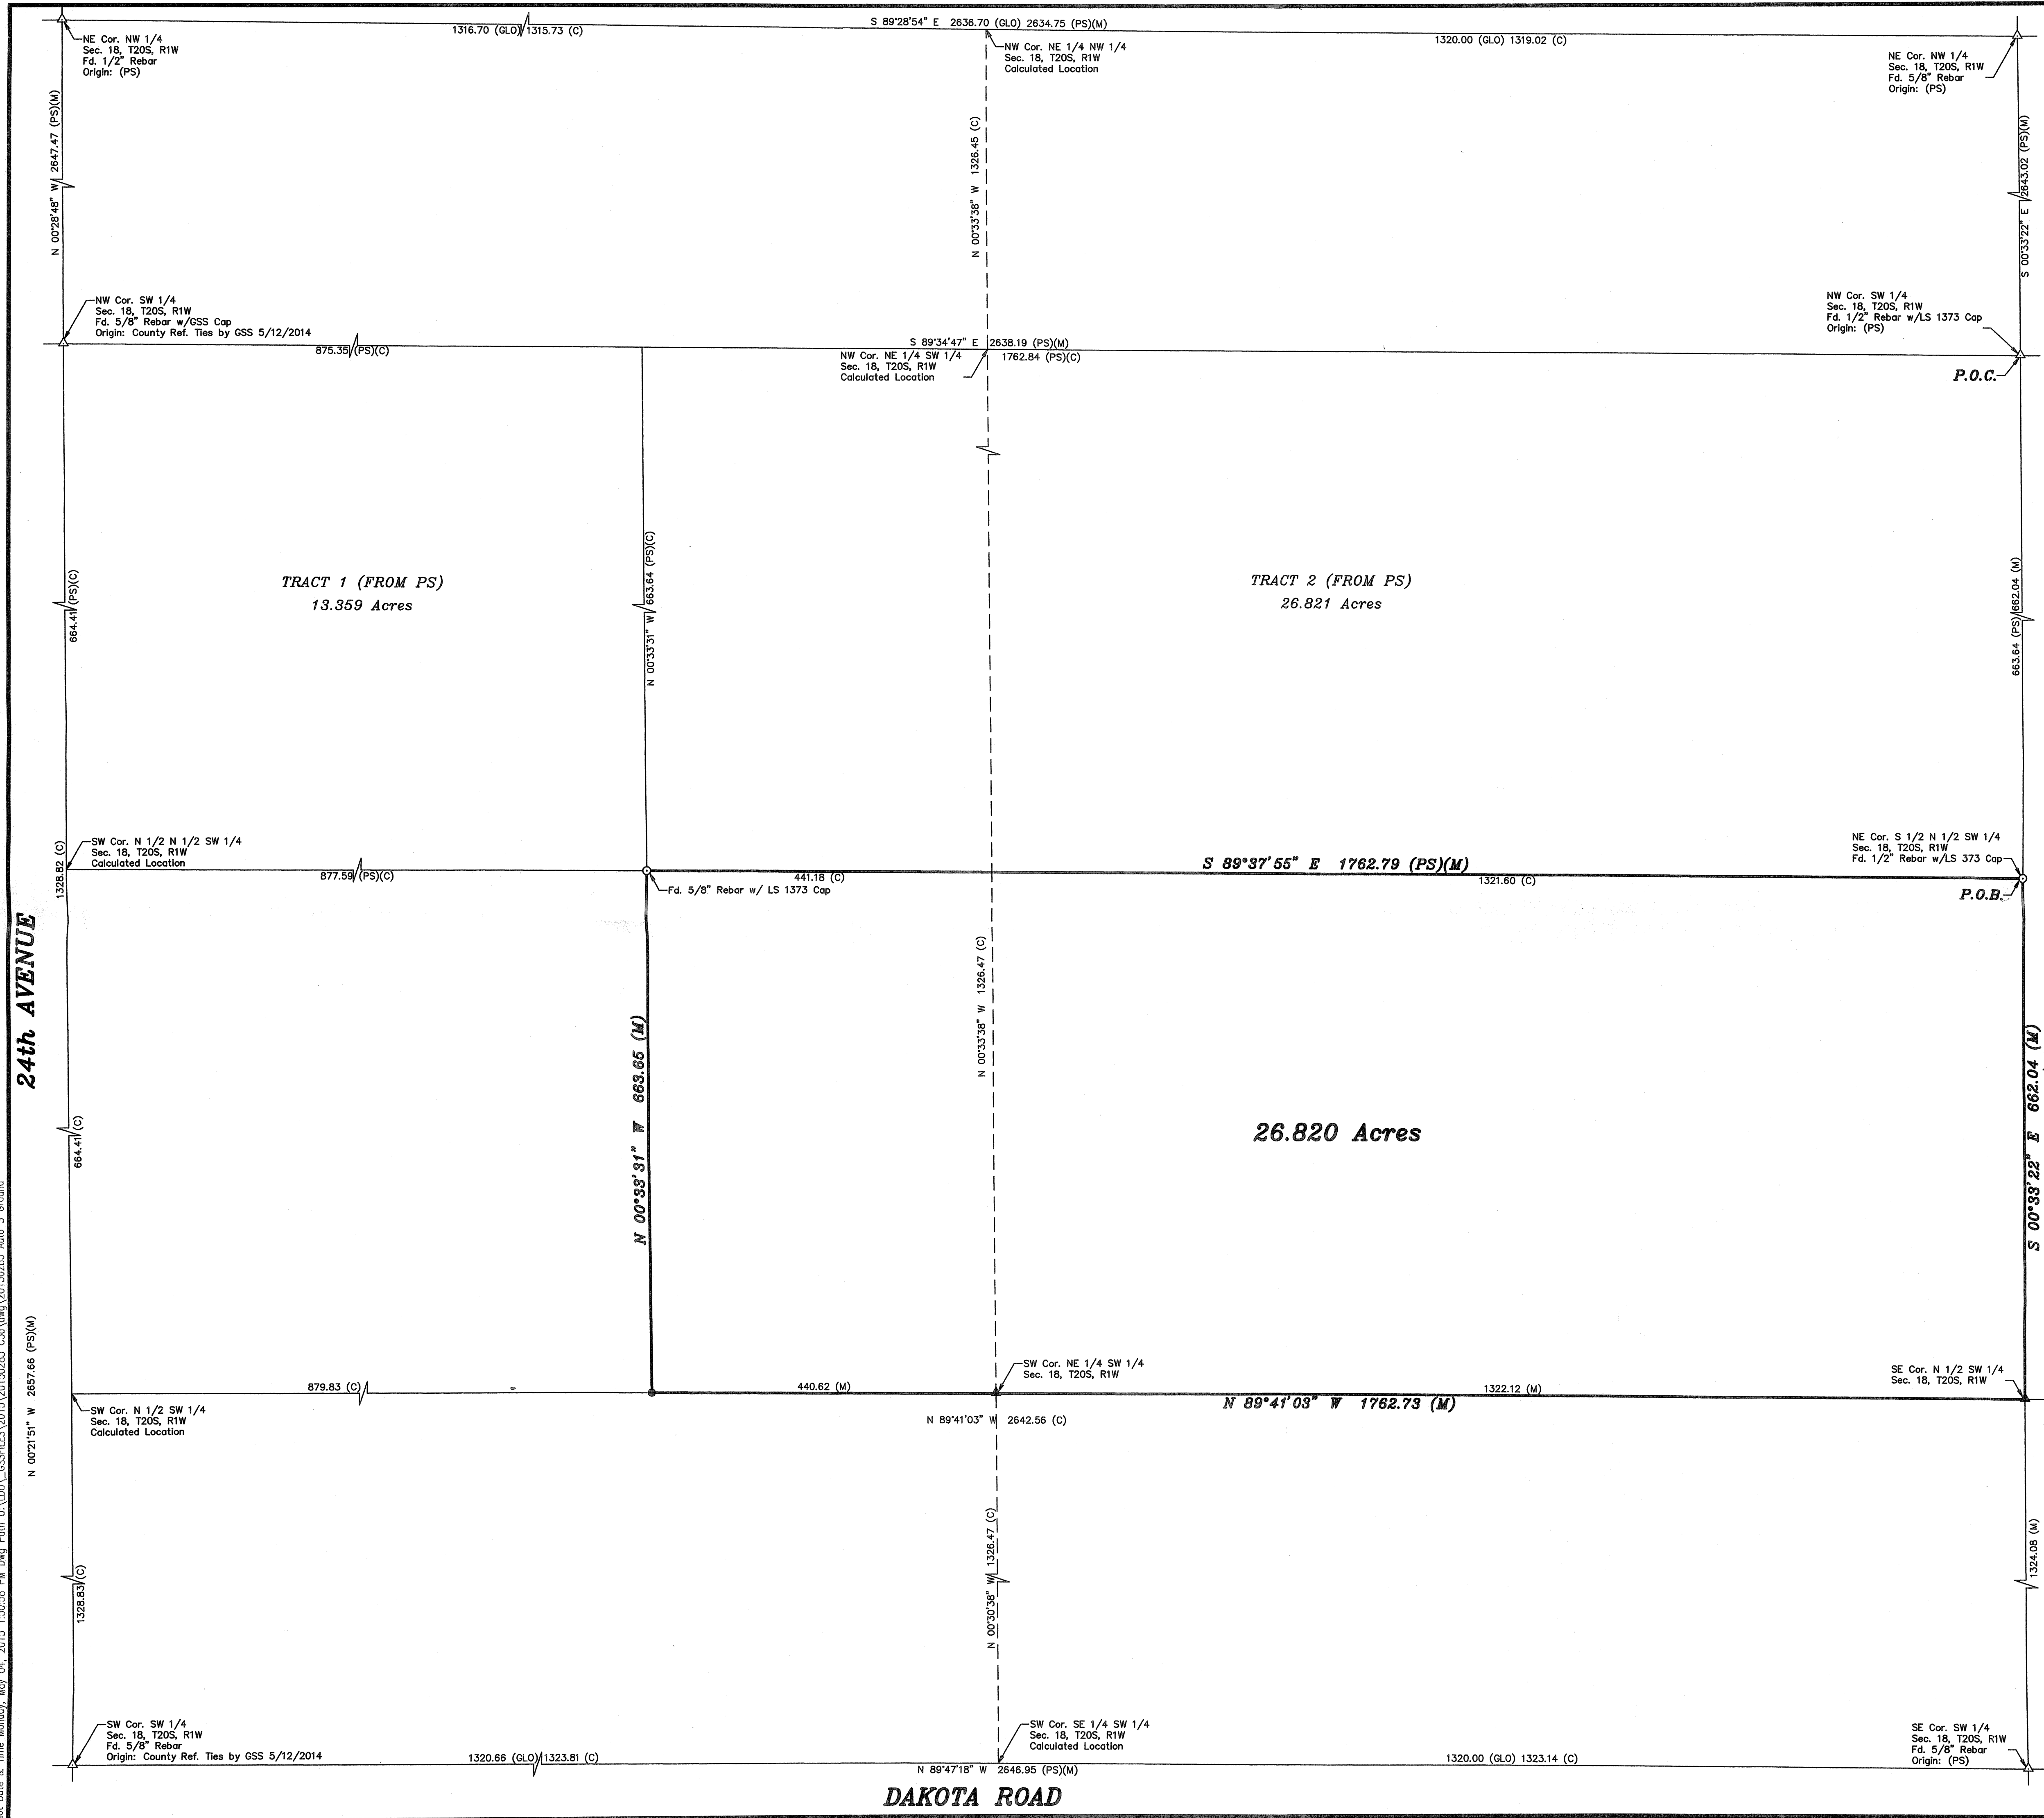 S 89°28'54" E 2636.70 (GLO) 2634.75 (PS)(M)
1316.70 (GLO) 1315.73 (C)
1320.00 (GLO) 1319.02 (C)
NE Cor. NW 1/4
Sec. 18, T20S, R1W
Fd. 1/2" Rebar
Origin: (PS)
NW Cor. NE 1/4 NW 1/4
Sec. 18, T20S, R1W
Calculated Location
NE Cor. NW 1/4
Sec. 18, T20S, R1W
Fd. 5/8" Rebar
Origin: (PS)
N 00°28'48" W 2647.47 (PS)(M)
N 00°33'38" W 1326.45 (C)
S 00°33'22" E 2643.02 (PS)(M)
NW Cor. SW 1/4
Sec. 18, T20S, R1W
Fd. 5/8" Rebar w/GSS Cap
Origin: County Ref. Ties by GSS 5/12/2014
NW Cor. SW 1/4
Sec. 18, T20S, R1W
Fd. 1/2" Rebar w/LS 1373 Cap
Origin: (PS)
P.O.C.
875.35 (PS)(C)
S 89°34'47" E 2638.19 (PS)(M)
1762.84 (PS)(C)
NW Cor. NE 1/4 SW 1/4
Sec. 18, T20S, R1W
Calculated Location
664.41 (PS)(C)
TRACT 1 (FROM PS)
13.359 Acres
N 00°33'31" W 663.64 (PS)(C)
TRACT 2 (FROM PS)
26.821 Acres
663.64 (PS) 662.04 (M)
SW Cor. N 1/2 N 1/2 SW 1/4
Sec. 18, T20S, R1W
Calculated Location
1328.82 (C)
877.59 (PS)(C)
Fd. 5/8" Rebar w/ LS 1373 Cap
441.18 (C)
S 89°37'55" E 1762.79 (PS)(M)
1321.60 (C)
NE Cor. S 1/2 N 1/2 SW 1/4
Sec. 18, T20S, R1W
Fd. 1/2" Rebar w/LS 373 Cap
P.O.B.
24th AVENUE
664.41 (C)
N 00°33'31" W 663.65 (M)
N 00°33'38" W 1326.47 (C)
26.820 Acres
S 00°33'22" E 662.04 (M)
N 00°21'51" W 2657.66 (PS)(M)
SW Cor. NE 1/4 SW 1/4
Sec. 18, T20S, R1W
SE Cor. N 1/2 SW 1/4
Sec. 18, T20S, R1W
879.83 (C)
440.62 (M)
1322.12 (M)
N 89°41'03" W 1762.73 (M)
N 89°41'03" W 2642.56 (C)
SW Cor. N 1/2 SW 1/4
Sec. 18, T20S, R1W
Calculated Location
1328.83 (C)
N 00°30'38" W 1326.47 (C)
1324.08 (M)
SW Cor. SW 1/4
Sec. 18, T20S, R1W
Fd. 5/8" Rebar
Origin: County Ref. Ties by GSS 5/12/2014
SW Cor. SE 1/4 SW 1/4
Sec. 18, T20S, R1W
Calculated Location
SE Cor. SW 1/4
Sec. 18, T20S, R1W
Fd. 5/8" Rebar
Origin: (PS)
1320.66 (GLO) 1323.81 (C)
1320.00 (GLO) 1323.14 (C)
N 89°47'18" W 2646.95 (PS)(M)
DAKOTA ROAD